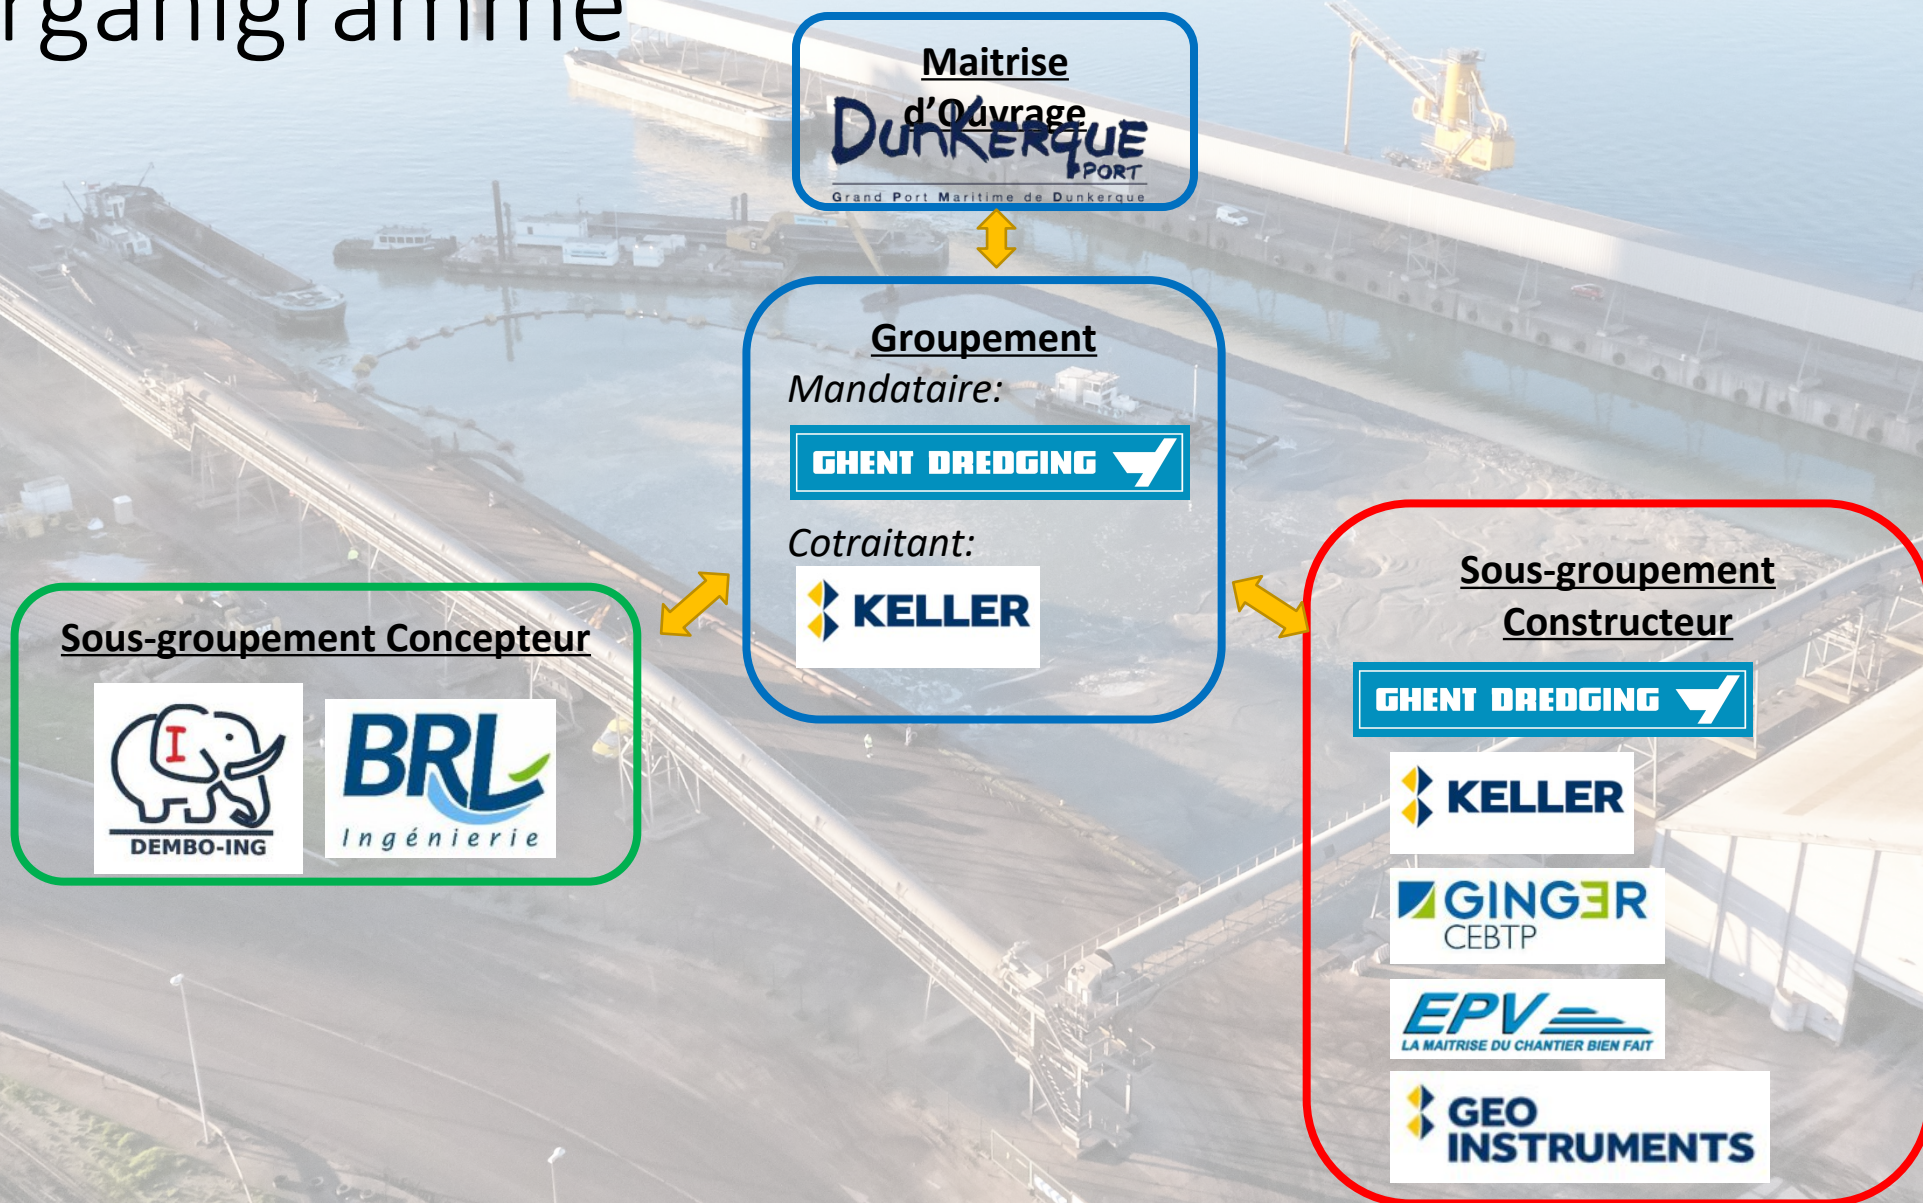 rganigramme
Maitrise
d'Ouvrage
DunKERQUE
PORT
Grand Port Maritime de Dunkerque
Groupement
Mandataire:
GHENT DREDGING
Cotraitant:
KELLER
Sous-groupement Concepteur
I
DEMBO-ING
BRL
Ingénierie
Sous-groupement
Constructeur
GHENT DREDGING
KELLER
GINGER
CEBTP
EPV
LA MAITRISE DU CHANTIER BIEN FAIT
GEO
INSTRUMENTS